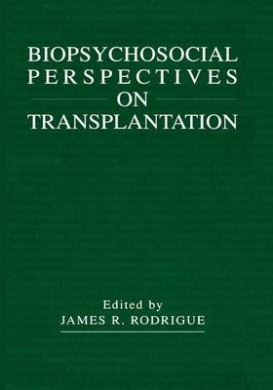 BIOPSYCHOSOCIAL
PERSPECTIVES
ON
TRANSPLANTATION
Edited by
JAMES R. RODRIGUE